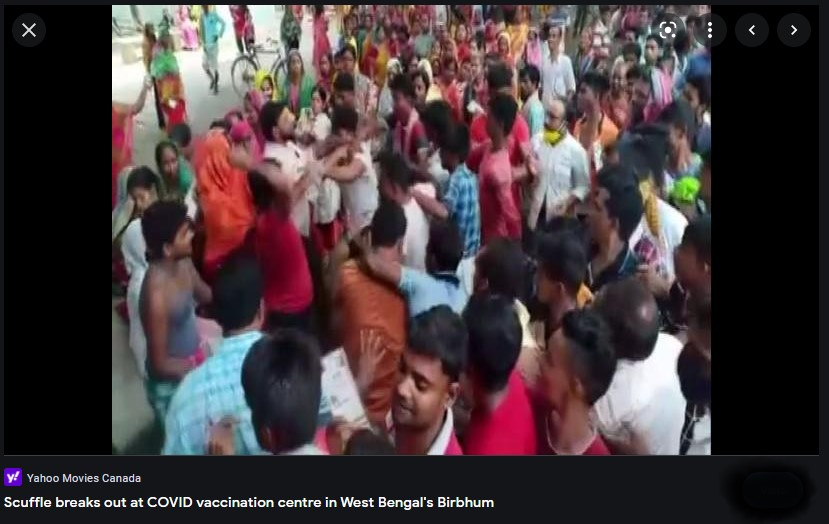 Yahoo Movies Canada
Scuffle breaks out at COVID vaccination centre in West Bengal's Birbhum